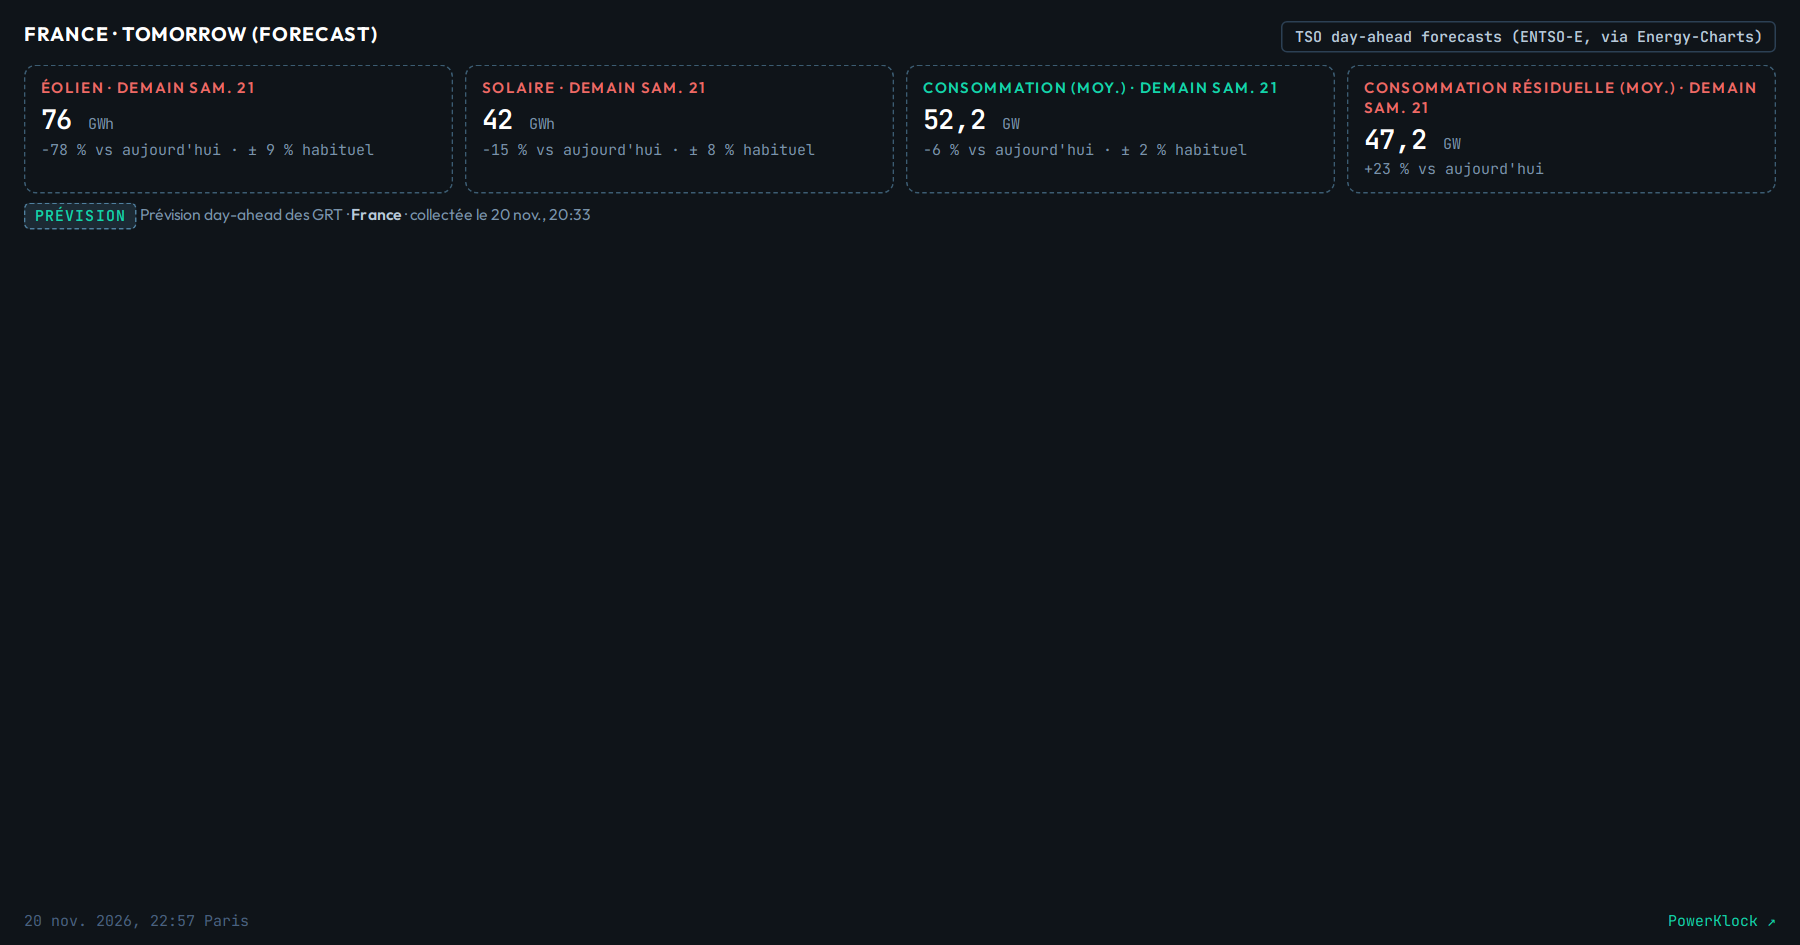 FRANCE · TOMORROW (FORECAST)
TSO day-ahead forecasts (ENTSO-E, via Energy-Charts)
ÉOLIEN · DEMAIN SAM. 21
76 GWh
-78 % vs aujourd'hui · ± 9 % habituel
SOLAIRE · DEMAIN SAM. 21
42 GWh
-15 % vs aujourd'hui · ± 8 % habituel
CONSOMMATION (MOY.) · DEMAIN SAM. 21
52,2 GW
-6 % vs aujourd'hui · ± 2 % habituel
CONSOMMATION RÉSIDUELLE (MOY.) · DEMAIN
SAM. 21
47,2 GW
+23 % vs aujourd'hui
PRÉVISION Prévision day-ahead des GRT · France · collectée le 20 nov., 20:33
20 nov. 2026, 22:57 Paris
PowerKlock ↗